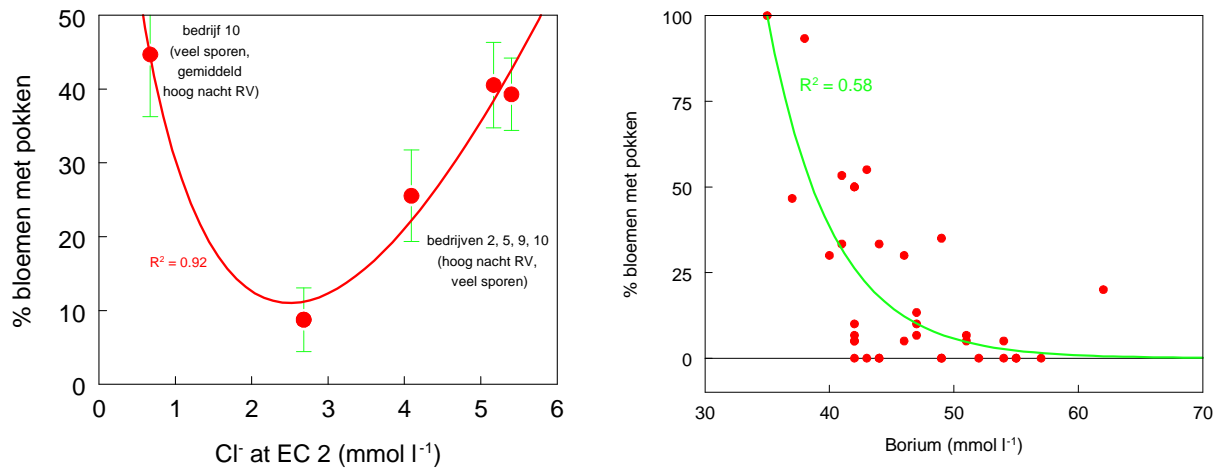 50
40
30
20
10
0
% bloemen met pokken
bedrijf 10
(veel sporen,
gemiddeld
hoog nacht RV)
R² = 0.92
bedrijven 2, 5, 9, 10
(hoog nacht RV,
veel sporen)
0 1 2 3 4 5 6
Cl⁻ at EC 2 (mmol l⁻¹)
100
75
50
25
0
% bloemen met pokken
R² = 0.58
30 40 50 60 70
Borium (mmol l⁻¹)